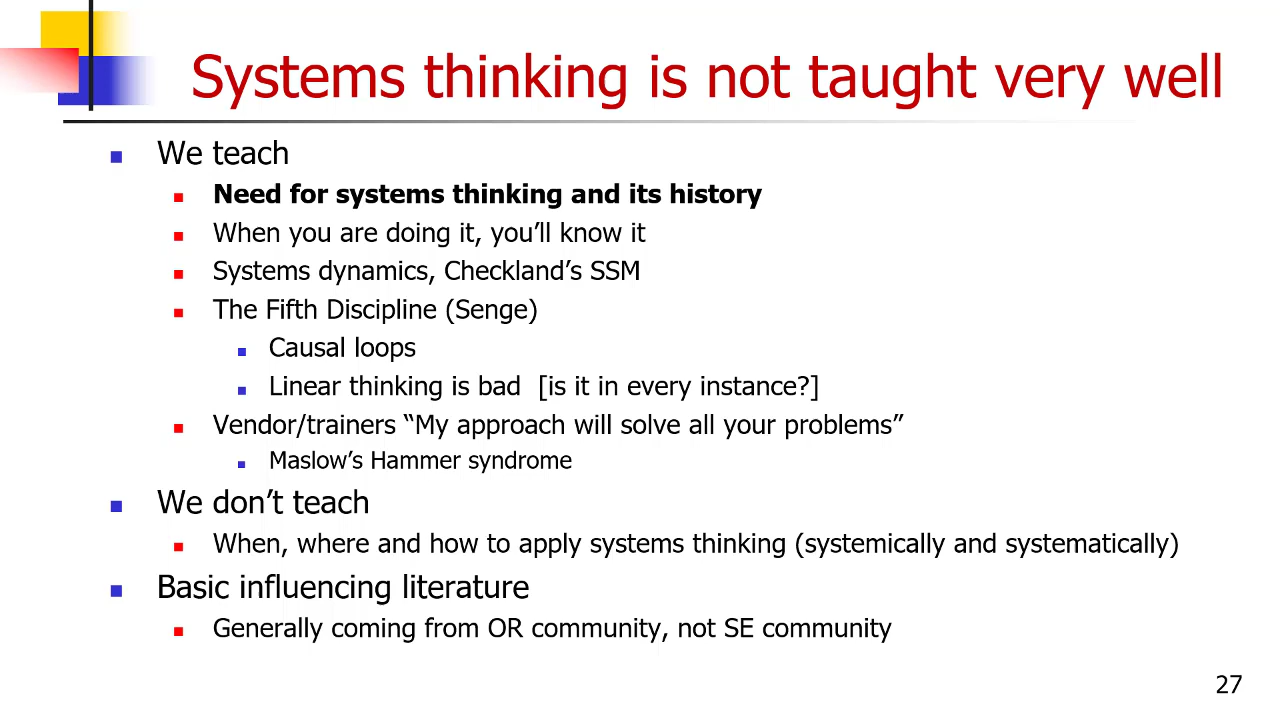 Systems thinking is not taught very well
We teach
Need for systems thinking and its history
When you are doing it, you’ll know it
Systems dynamics, Checkland’s SSM
The Fifth Discipline (Senge)
Causal loops
Linear thinking is bad [is it in every instance?]
Vendor/trainers “My approach will solve all your problems”
Maslow’s Hammer syndrome
We don’t teach
When, where and how to apply systems thinking (systemically and systematically)
Basic influencing literature
Generally coming from OR community, not SE community
27